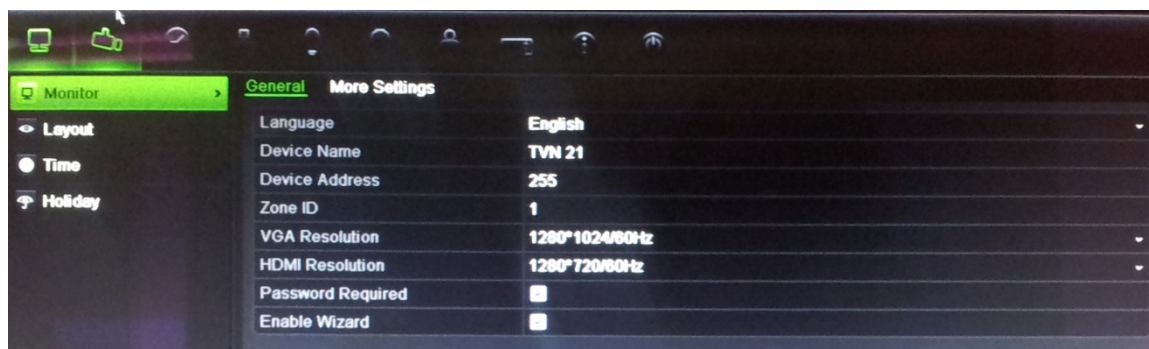 Monitor
Layout
Time
Holiday
General More Settings
Language English
Device Name TVN 21
Device Address 255
Zone ID 1
VGA Resolution 1280*1024/60Hz
HDMI Resolution 1280*720/60Hz
Password Required
Enable Wizard